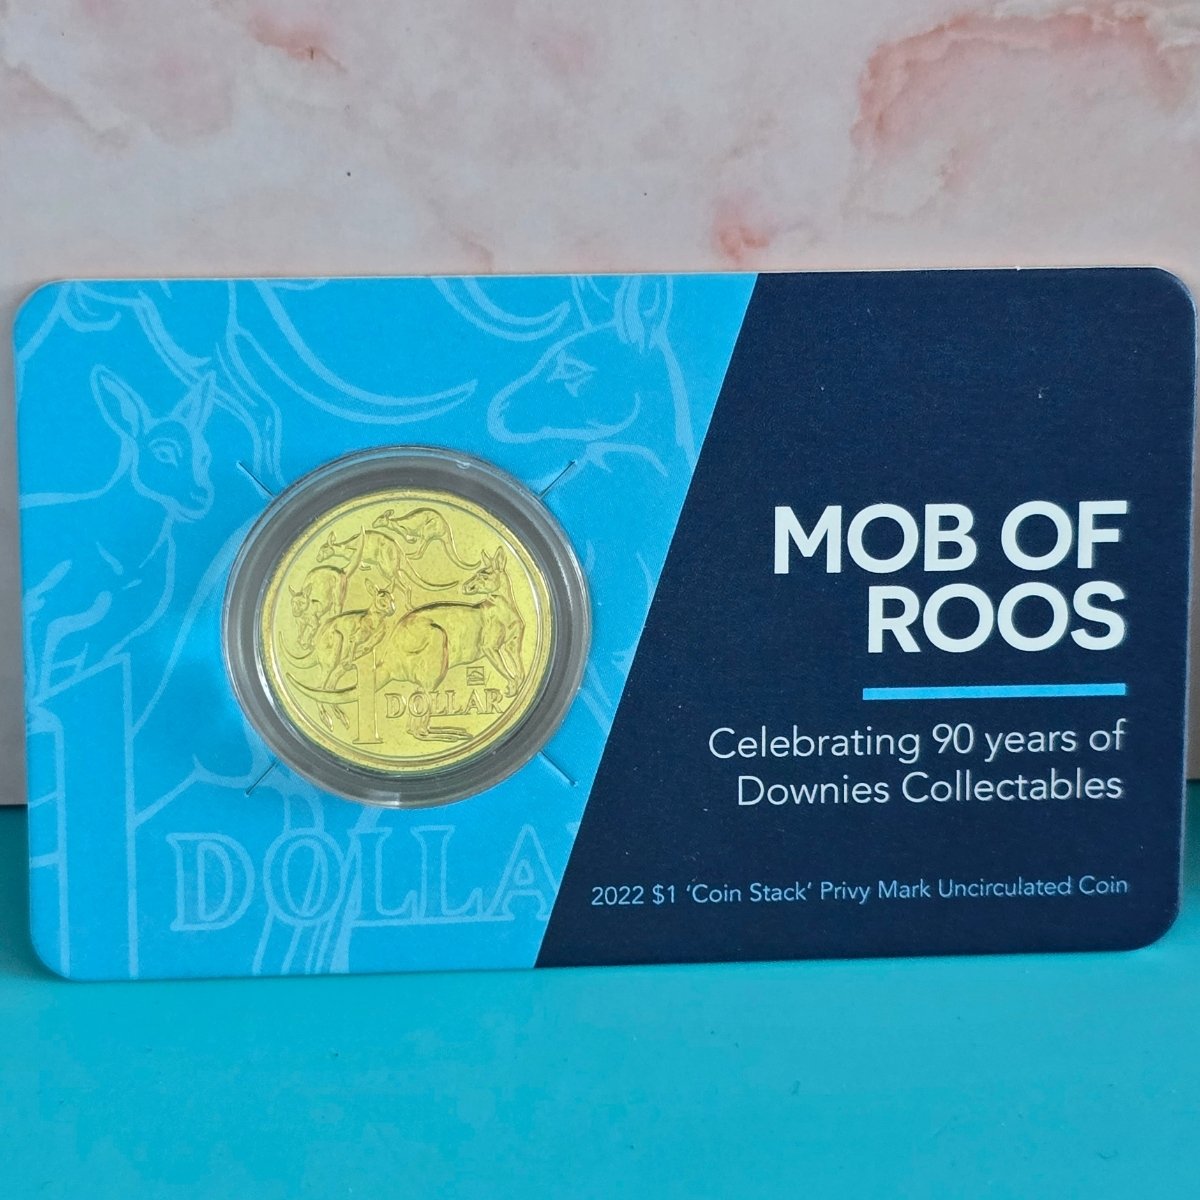 MOB OF
ROOS
Celebrating 90 years of
Downies Collectables
2022 $1 ‘Coin Stack’ Privy Mark Uncirculated Coin
1 DOLLAR
1 DOLLA